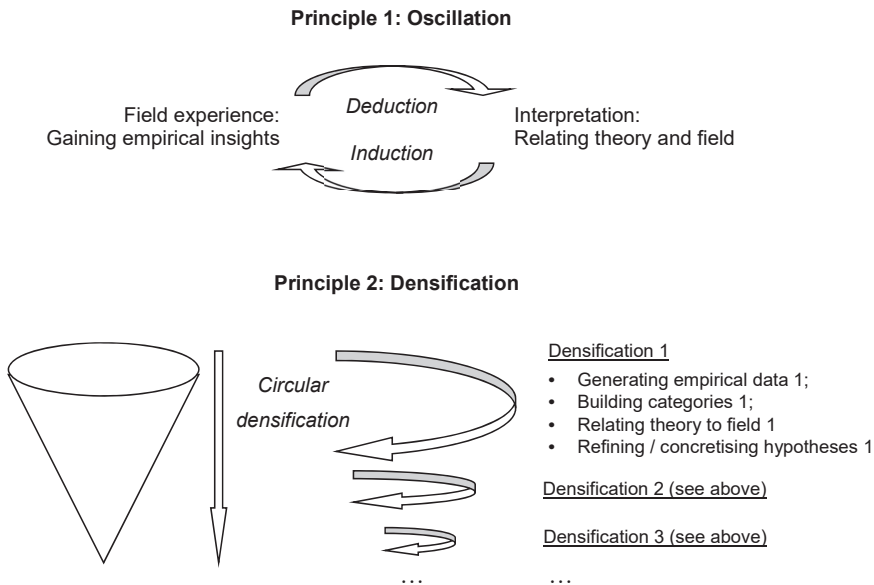 Principle 1: Oscillation
Field experience:
Gaining empirical insights
Deduction
Induction
Interpretation:
Relating theory and field
Principle 2: Densification
Circular
densification
Densification 1
• Generating empirical data 1;
• Building categories 1;
• Relating theory to field 1
• Refining / concretising hypotheses 1
Densification 2 (see above)
Densification 3 (see above)
… …